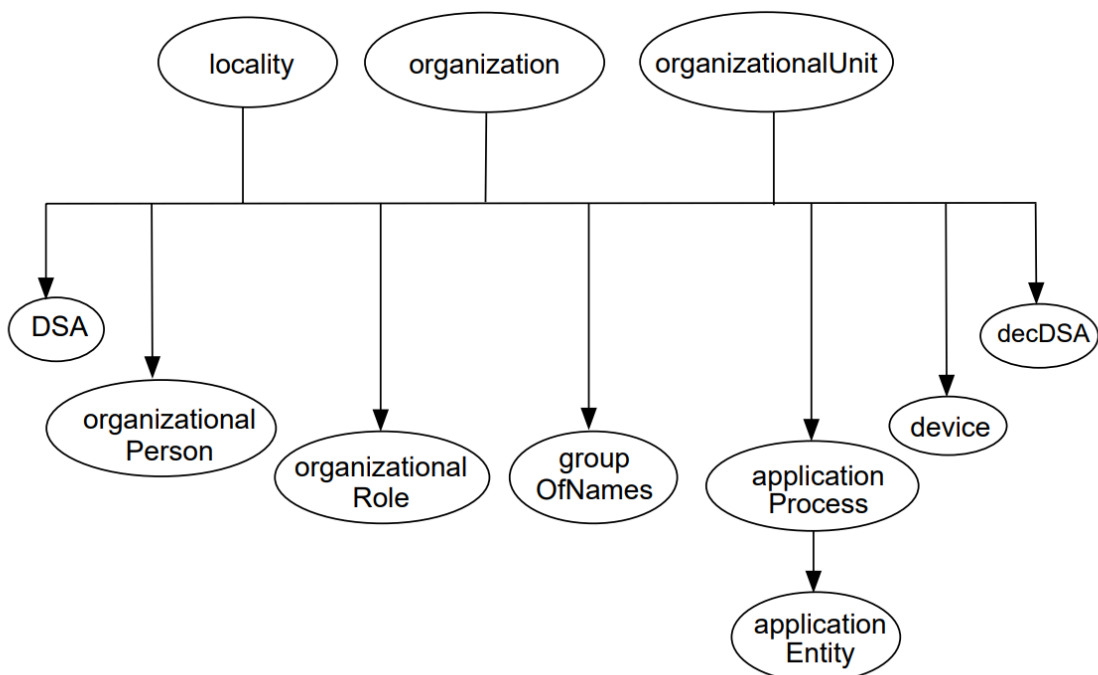 locality
organization
organizationalUnit
DSA
decDSA
organizational
Person
device
organizational
Role
group
OfNames
application
Process
application
Entity